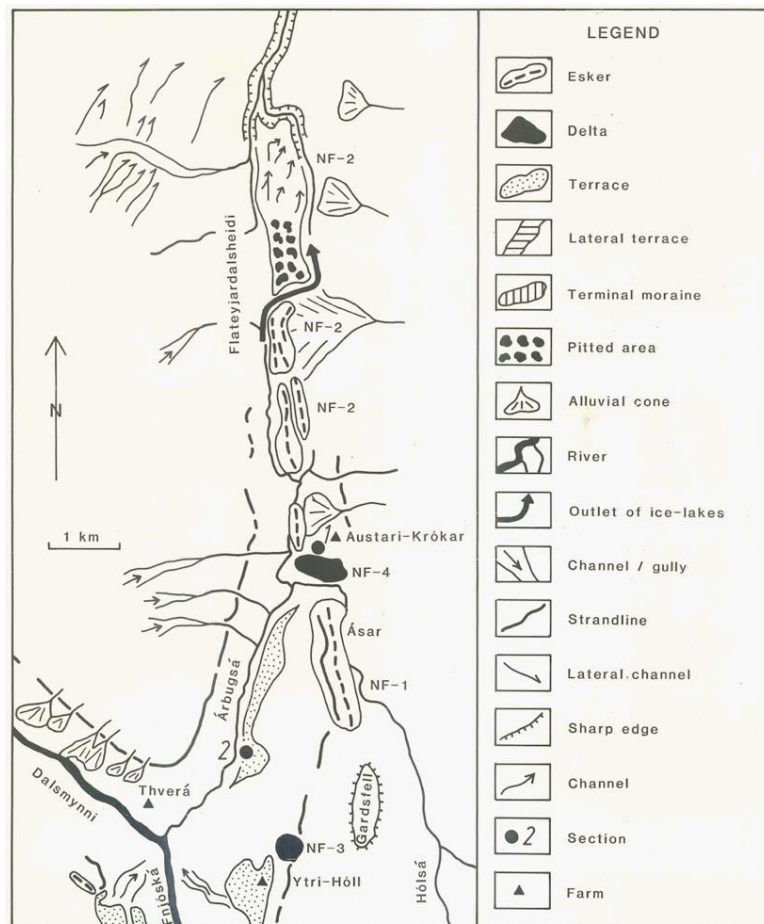 NF-2
Flateyjardalsheidi
NF-2
N
NF-2
1 km
1
Austari-Krókar
NF-4
Ásar
NF-1
Árbugsá
2
Dalsmynni
Thverá
Gardsfell
NF-3
Ytri-Hóll
Hólsá
Fnjóská
LEGEND
Esker
Delta
Terrace
Lateral terrace
Terminal moraine
Pitted area
Alluvial cone
River
Outlet of ice-lakes
Channel / gully
Strandline
Lateral channel
Sharp edge
Channel
2 Section
Farm